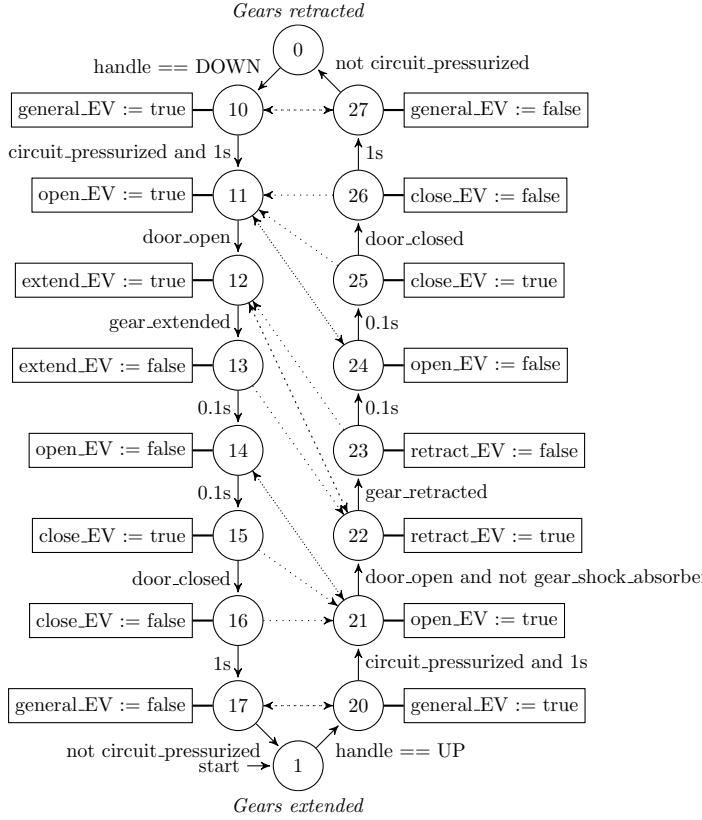 Gears retracted
0
handle == DOWN
not circuit_pressurized
general_EV := true
10
27
general_EV := false
circuit_pressurized and 1s
1s
open_EV := true
11
26
close_EV := false
door_open
door_closed
extend_EV := true
12
25
close_EV := true
gear_extended
0.1s
extend_EV := false
13
24
open_EV := false
0.1s
0.1s
open_EV := false
14
23
retract_EV := false
0.1s
gear_retracted
close_EV := true
15
22
retract_EV := true
door_closed
door_open and not gear_shock_absorber
close_EV := false
16
21
open_EV := true
1s
circuit_pressurized and 1s
general_EV := false
17
20
general_EV := true
not circuit_pressurized
handle == UP
start
1
Gears extended